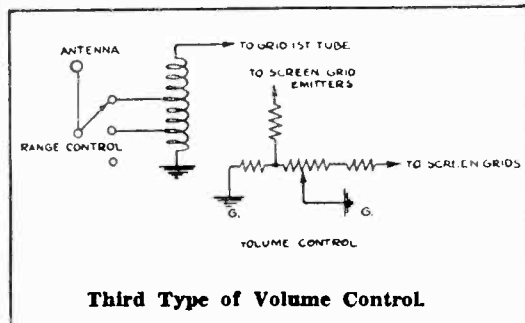 TO GRID 1ST TUBE
ANTENNA
TO SCREEN GRID
EMITTERS
RANGE CONTROL
TO SCREEN GRIDS
G.
G.
VOLUME CONTROL
Third Type of Volume Control.